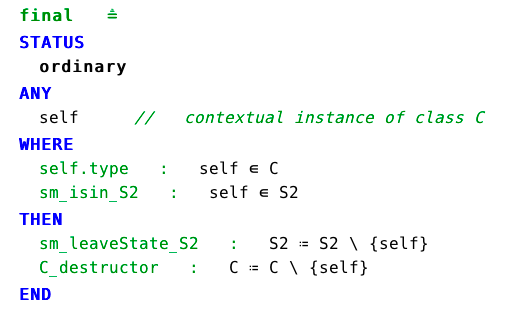 final ≙
STATUS
ordinary
ANY
self // contextual instance of class C
WHERE
self.type : self ∈ C
sm_isin_S2 : self ∈ S2
THEN
sm_leaveState_S2 : S2 ≔ S2 \ {self}
C_destructor : C ≔ C \ {self}
END